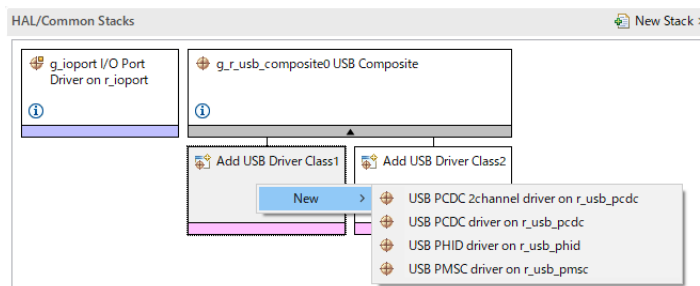 HAL/Common Stacks
New Stack >
g_ioport I/O Port
Driver on r_ioport
g_r_usb_composite0 USB Composite
Add USB Driver Class1
Add USB Driver Class2
New >
USB PCDC 2channel driver on r_usb_pcdc
USB PCDC driver on r_usb_pcdc
USB PHID driver on r_usb_phid
USB PMSC driver on r_usb_pmsc